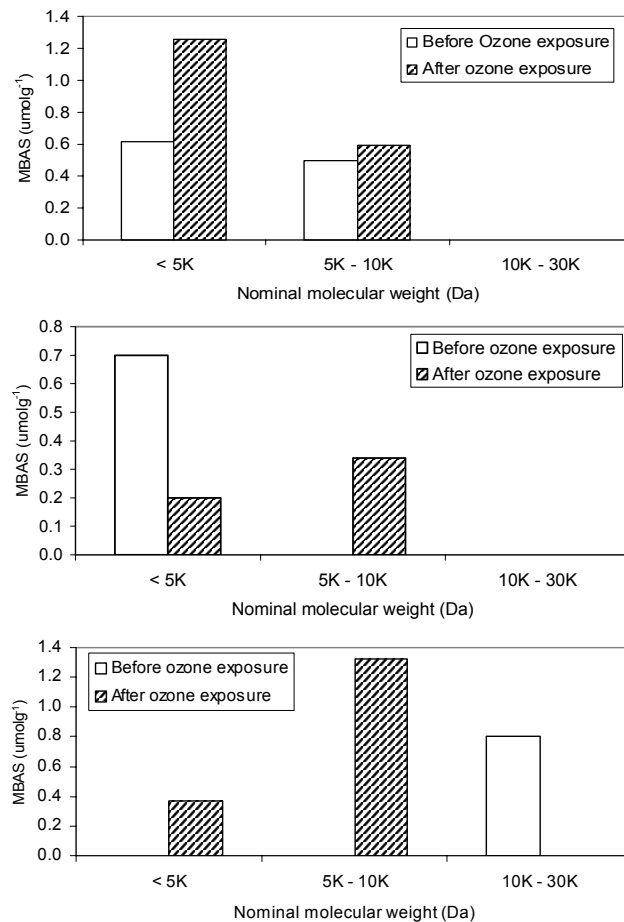 1.4
1.2
1.0
0.8
0.6
0.4
0.2
0.0
MBAS (umolg-1)
Before Ozone exposure
After ozone exposure
< 5K 5K - 10K 10K - 30K
Nominal molecular weight (Da)
0.8
0.7
0.6
0.5
0.4
0.3
0.2
0.1
0.0
MBAS (umolg-1)
Before ozone exposure
After ozone exposure
< 5K 5K - 10K 10K - 30K
Nominal molecular weight (Da)
1.4
1.2
1.0
0.8
0.6
0.4
0.2
0.0
MBAS (umolg-1)
Before ozone exposure
After ozone exposure
< 5K 5K - 10K 10K - 30K
Nominal molecular weight (Da)